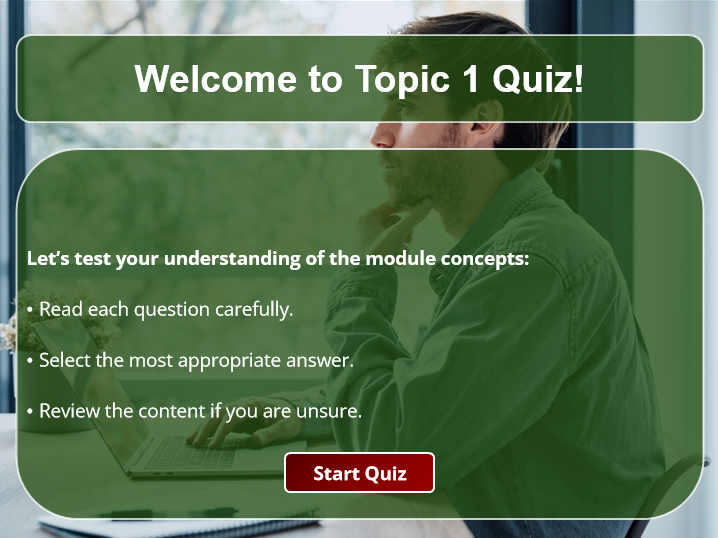 Welcome to Topic 1 Quiz!
Let’s test your understanding of the module concepts:
• Read each question carefully.
• Select the most appropriate answer.
• Review the content if you are unsure.
Start Quiz